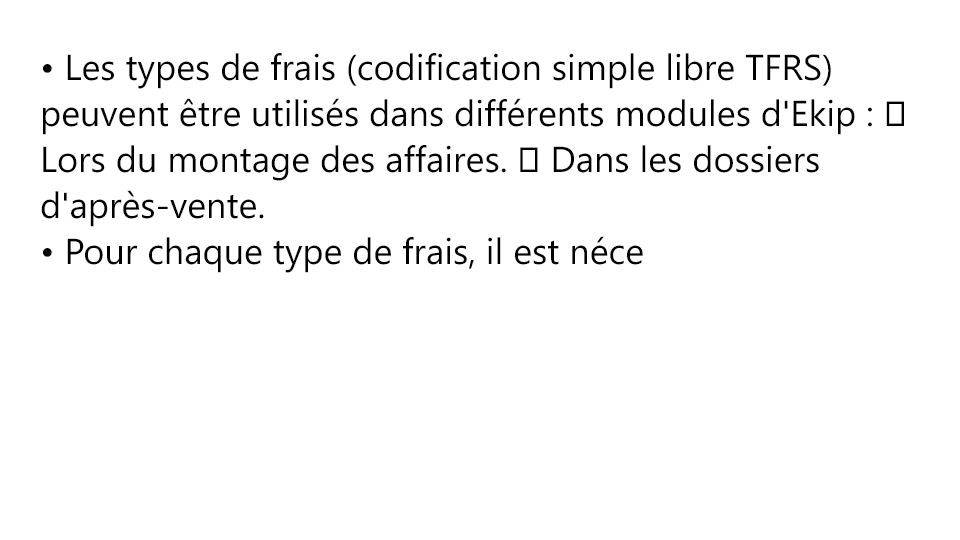 • Les types de frais (codification simple libre TFRS)
peuvent être utilisés dans différents modules d'Ekip : 
Lors du montage des affaires.  Dans les dossiers
d'après-vente.
• Pour chaque type de frais, il est néce